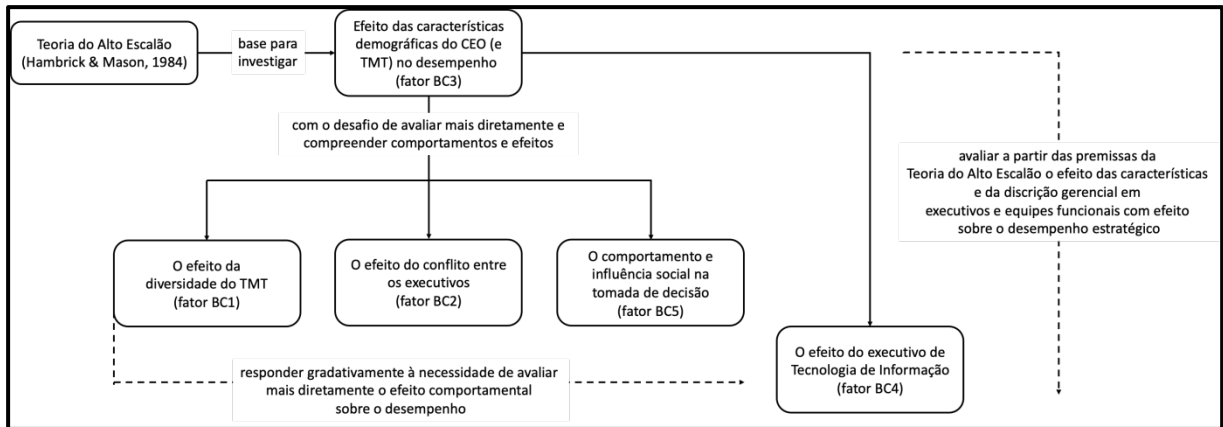 Teoria do Alto Escalão
(Hambrick & Mason, 1984)
base para
investigar
Efeito das características
demográficas do CEO (e
TMT) no desempenho
(fator BC3)
com o desafio de avaliar mais diretamente e
compreender comportamentos e efeitos
avaliar a partir das premissas da
Teoria do Alto Escalão o efeito das características
e da discrição gerencial em
executivos e equipes funcionais com efeito
sobre o desempenho estratégico
O efeito da
diversidade do TMT
(fator BC1)
O efeito do conflito entre
os executivos
(fator BC2)
O comportamento e
influência social na
tomada de decisão
(fator BC5)
O efeito do executivo de
Tecnologia de Informação
(fator BC4)
responder gradativamente à necessidade de avaliar
mais diretamente o efeito comportamental
sobre o desempenho